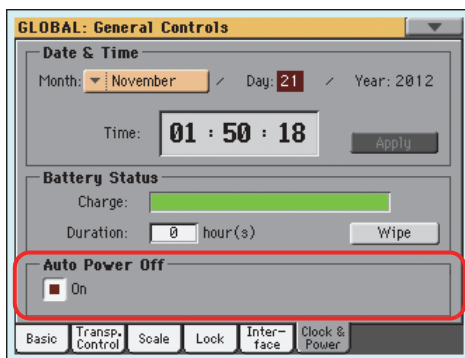 GLOBAL: General Controls
Date & Time
Month: November / Day: 21 / Year: 2012
Time: 01 : 50 : 18 Apply
Battery Status
Charge:
Duration: 0 hour(s) Wipe
Auto Power Off
On
Basic Transp. Control Scale Lock Inter- face Clock & Power